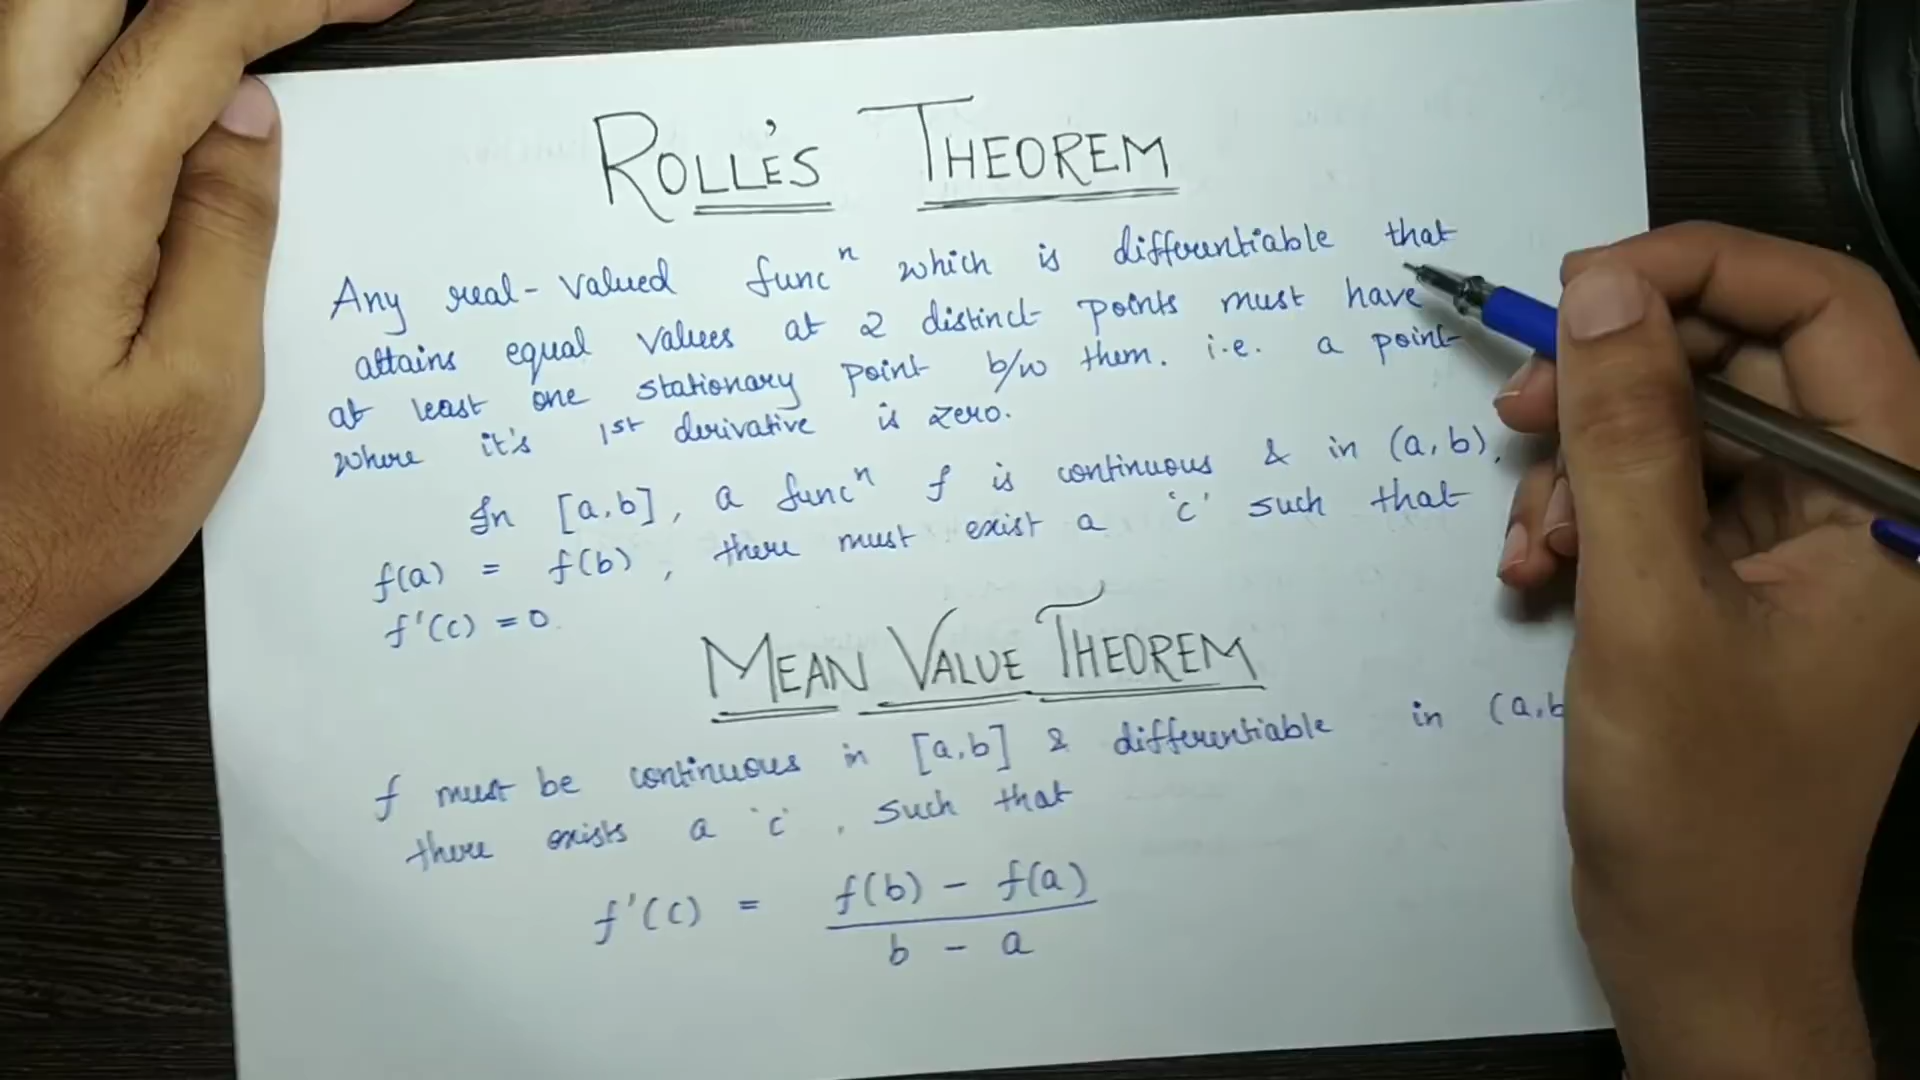 ROLLE'S THEOREM
Any real-valued funcⁿ which is differentiable that
attains equal values at 2 distinct points must have
at least one stationary point b/w them. i.e. a point
where it's 1st derivative is zero.
In [a,b], a funcⁿ f is continuous & in (a,b),
f(a) = f(b), there must exist a 'c' such that
f'(c) = 0
MEAN VALUE THEOREM
f must be continuous in [a,b] & differentiable in (a,b
there exists a 'c', such that
f'(c) = f(b) - f(a)
b - a